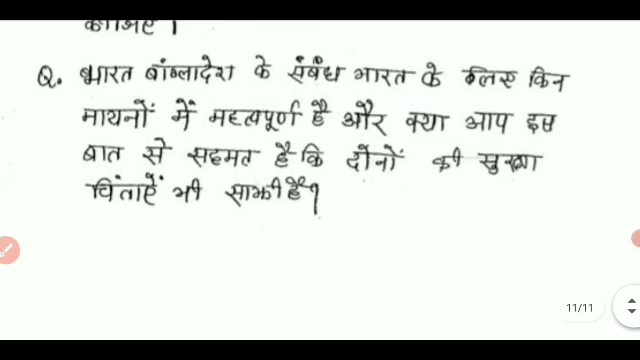 कीजिए ।
Q. भारत बांग्लादेश के संबंध भारत के लिए किन
मायनों में महत्वपूर्ण है और क्या आप इस
बात से सहमत है कि दोनों की सुरक्षा
चिंताऐं भी साझी है?
11/11